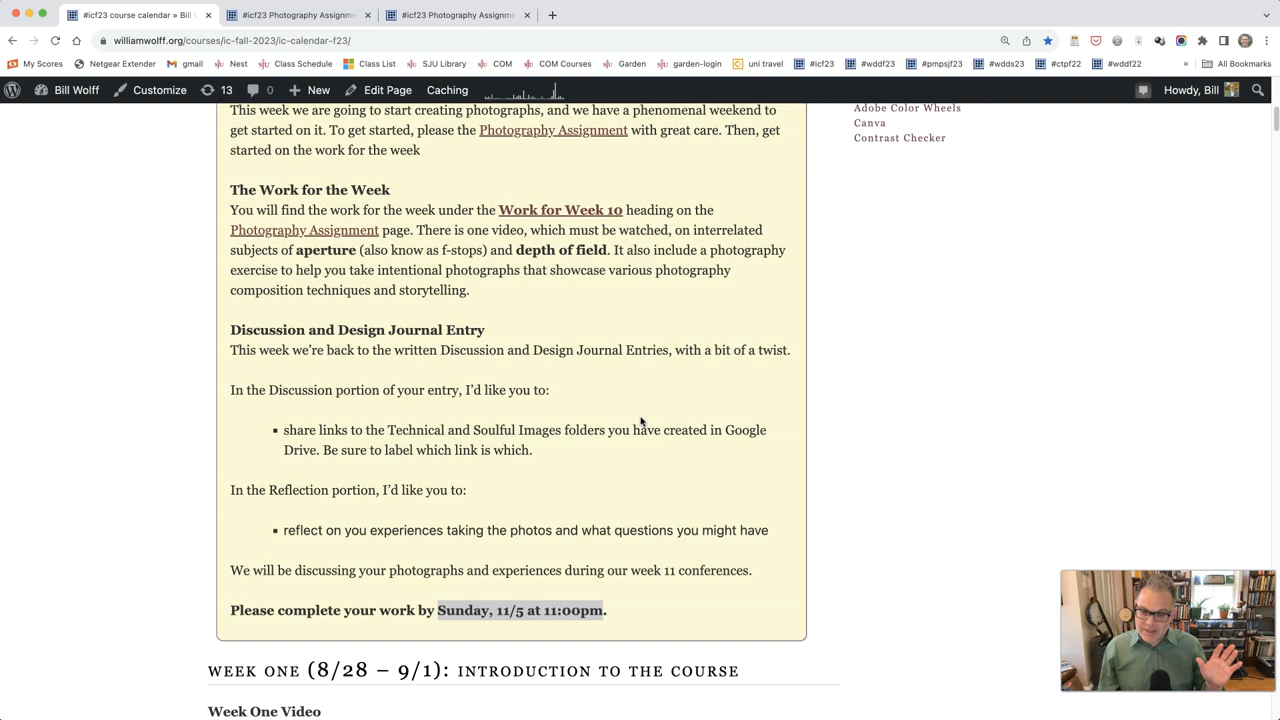 #icf23 course calendar » Bill
#icf23 Photography Assignme
#icf23 Photography Assignme
williamwolff.org/courses/ic-fall-2023/ic-calendar-f23/
My Scores
Netgear Extender
gmail
Nest
Class Schedule
Class List
SJU Library
COM
COM Courses
Garden
garden-login
uni travel
#icf23
#wddf23
#pmpsjf23
#wdds23
#ctpf22
#wddf22
»
All Bookmarks
Bill Wolff
Customize
13
0
New
Edit Page
Caching
Howdy, Bill
This week we are going to start creating photographs, and we have a phenomenal weekend to
get started on it. To get started, please the Photography Assignment with great care. Then, get
started on the work for the week
The Work for the Week
You will find the work for the week under the Work for Week 10 heading on the
Photography Assignment page. There is one video, which must be watched, on interrelated
subjects of aperture (also know as f-stops) and depth of field. It also include a photography
exercise to help you take intentional photographs that showcase various photography
composition techniques and storytelling.
Discussion and Design Journal Entry
This week we're back to the written Discussion and Design Journal Entries, with a bit of a twist.
In the Discussion portion of your entry, I'd like you to:
▪ share links to the Technical and Soulful Images folders you have created in Google
Drive. Be sure to label which link is which.
In the Reflection portion, I'd like you to:
▪ reflect on you experiences taking the photos and what questions you might have
We will be discussing your photographs and experiences during our week 11 conferences.
Please complete your work by Sunday, 11/5 at 11:00pm.
WEEK ONE (8/28 – 9/1): INTRODUCTION TO THE COURSE
Week One Video
Adobe Color Wheels
Canva
Contrast Checker